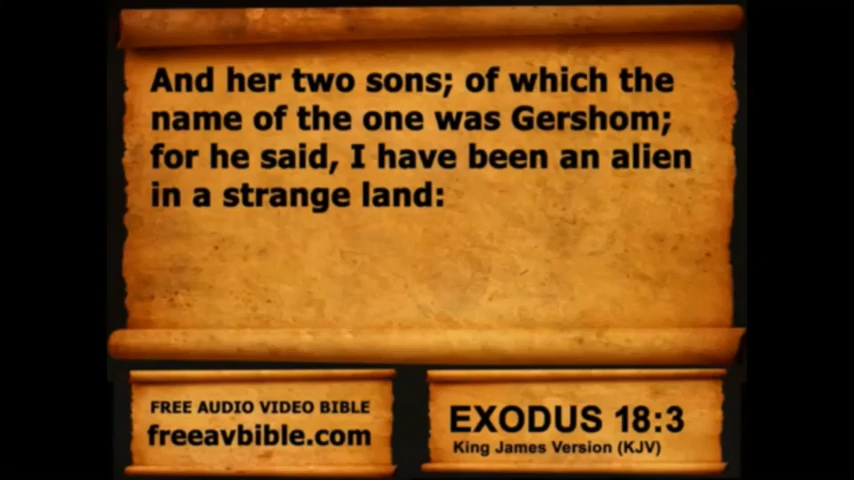 And her two sons; of which the
name of the one was Gershom;
for he said, I have been an alien
in a strange land:
FREE AUDIO VIDEO BIBLE
freeavbible.com
EXODUS 18:3
King James Version (KJV)